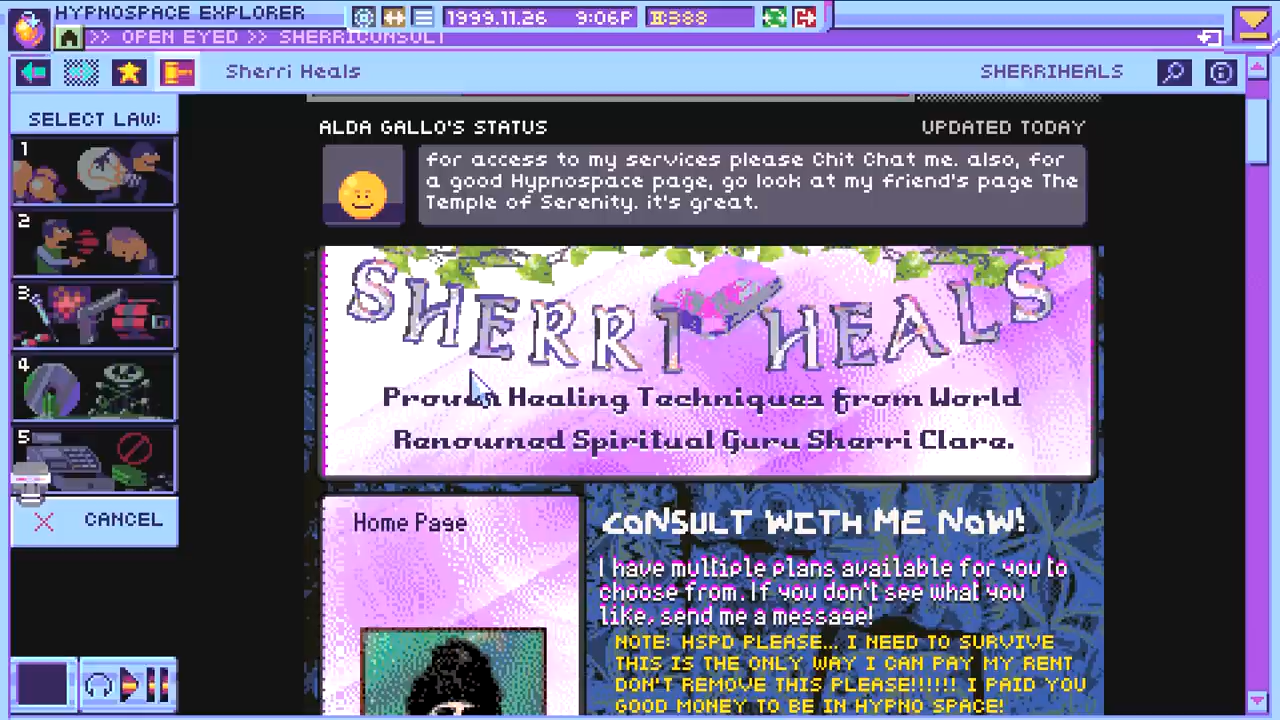 HYPNOSPACE EXPLORER
1999.11.26 9:06P 388
>> OPEN EYED >> SHERRICONSULT
Sherri Heals
SHERRIHEALS
SELECT LAW:
1
2
3
4
5
CANCEL
ALDA GALLO'S STATUS
UPDATED TODAY
for access to my services please Chit Chat me. also, for
a good Hypnospace page, go look at my friend's page The
Temple of Serenity. it's great.
SHERRI HEALS
Proven Healing Techniques from World
Renowned Spiritual Guru Sherri Clare.
Home Page
CONSULT WITH ME NOW!
I have multiple plans available for you to
choose from. If you don't see what you
like, send me a message!
NOTE: HSPD PLEASE... I NEED TO SURVIVE
THIS IS THE ONLY WAY I CAN PAY MY RENT
DON'T REMOVE THIS PLEASE!!!!!! I PAID YOU
GOOD MONEY TO BE IN HYPNO SPACE!